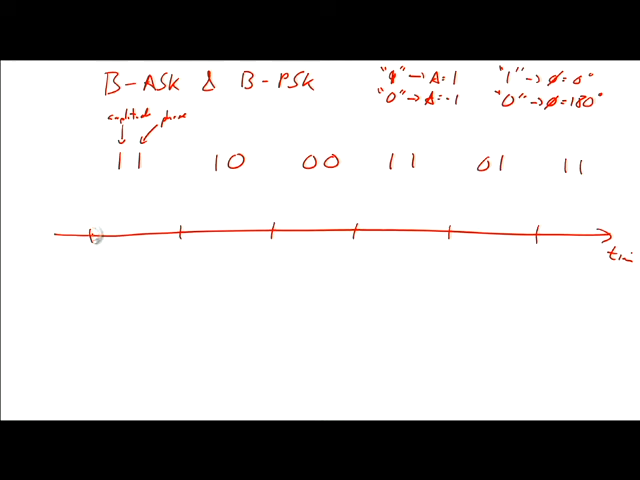 B-ASK & B-PSK
"1" → A=1
"0" → A=-1
"1" → ø=0°
"0" → ø=180°
amplitude phase
11 10 00 11 01 11